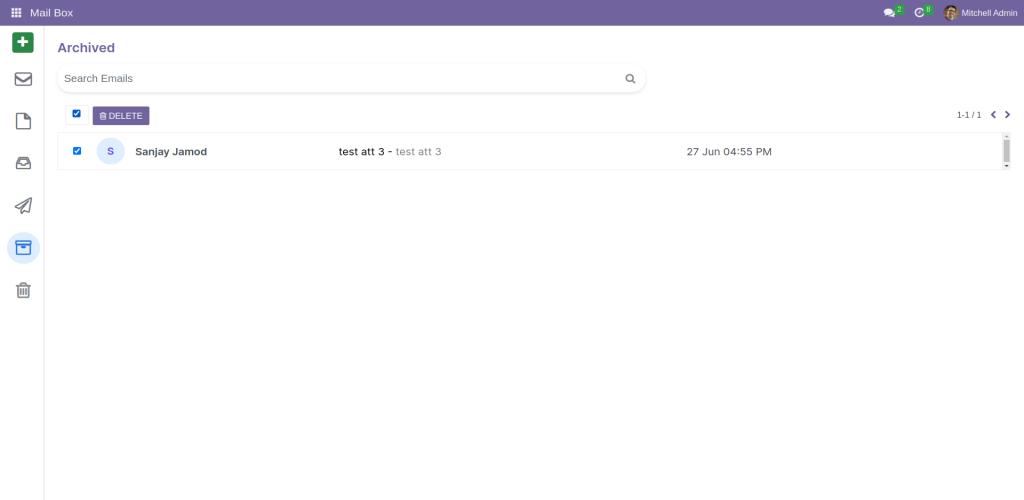 Mail Box
2
8
Mitchell Admin
Archived
Search Emails
DELETE
1-1 / 1
S
Sanjay Jamod
test att 3 - test att 3
27 Jun 04:55 PM